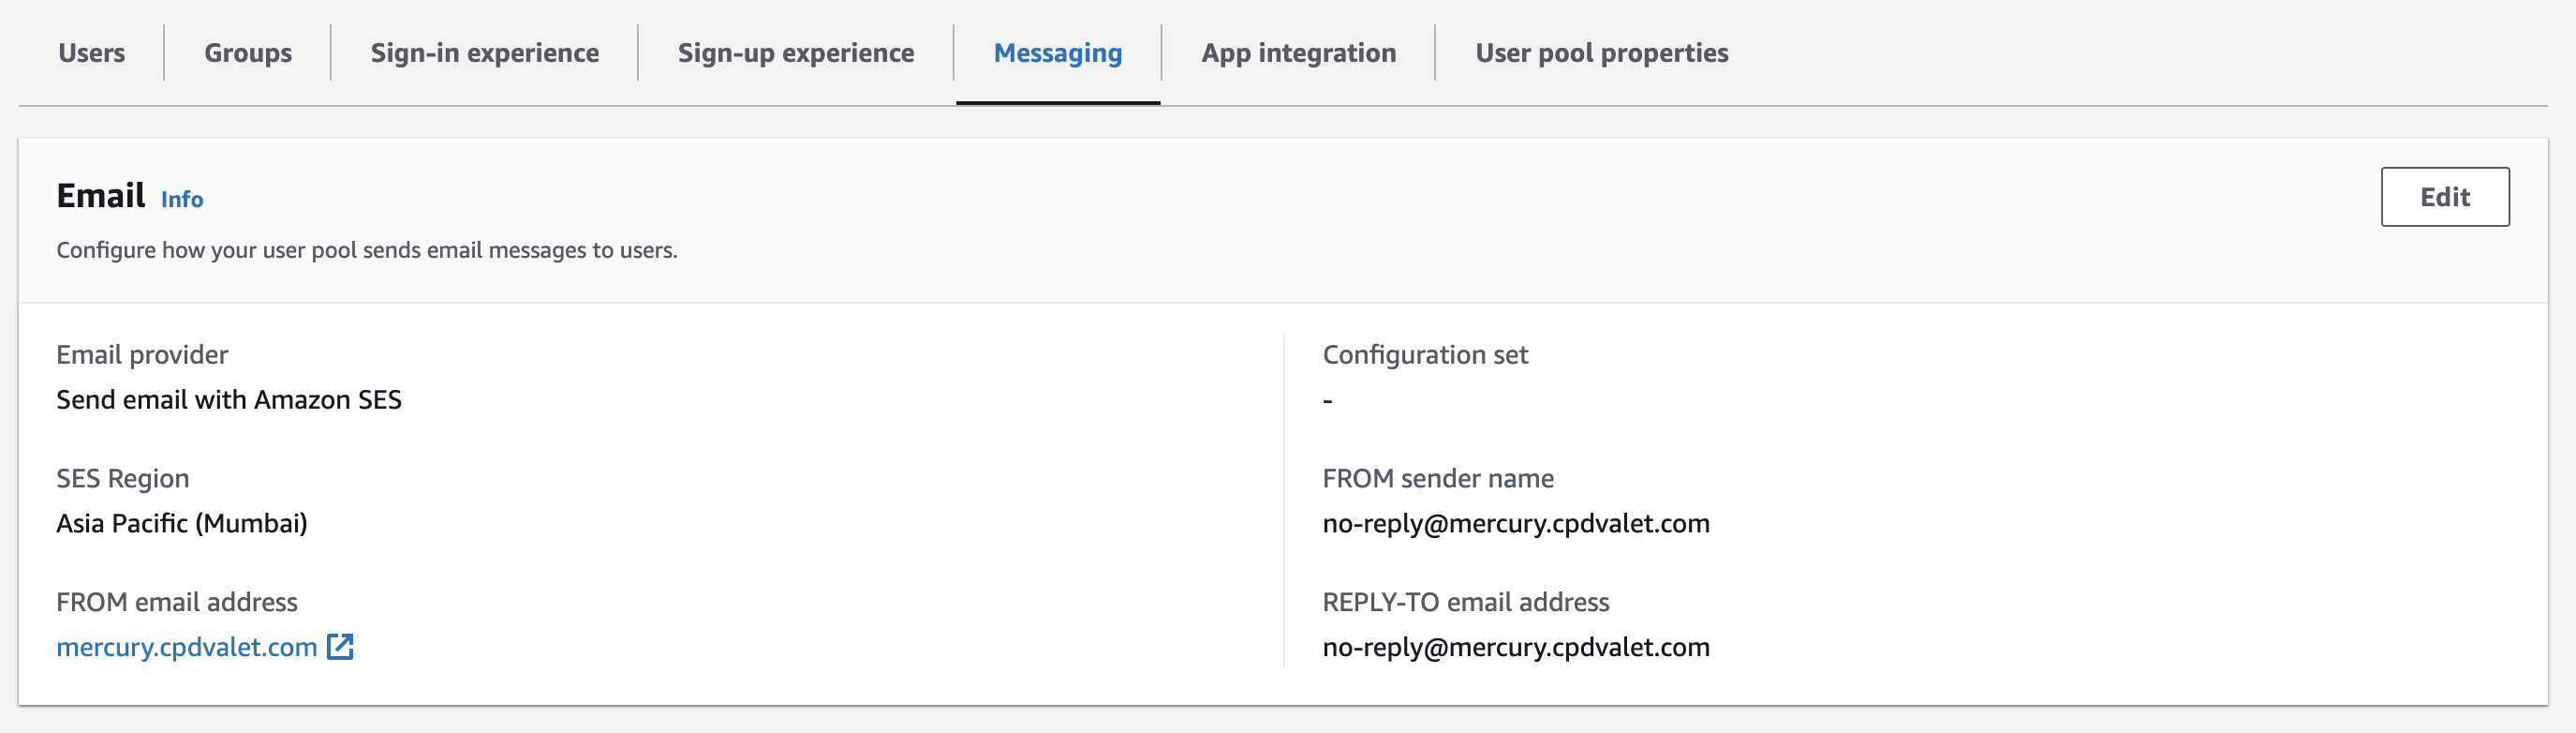 Users Groups Sign-in experience Sign-up experience Messaging App integration User pool properties
Email Info
Edit
Configure how your user pool sends email messages to users.
Email provider
Send email with Amazon SES
SES Region
Asia Pacific (Mumbai)
FROM email address
mercury.cpdvalet.com
Configuration set
-
FROM sender name
no-reply@mercury.cpdvalet.com
REPLY-TO email address
no-reply@mercury.cpdvalet.com